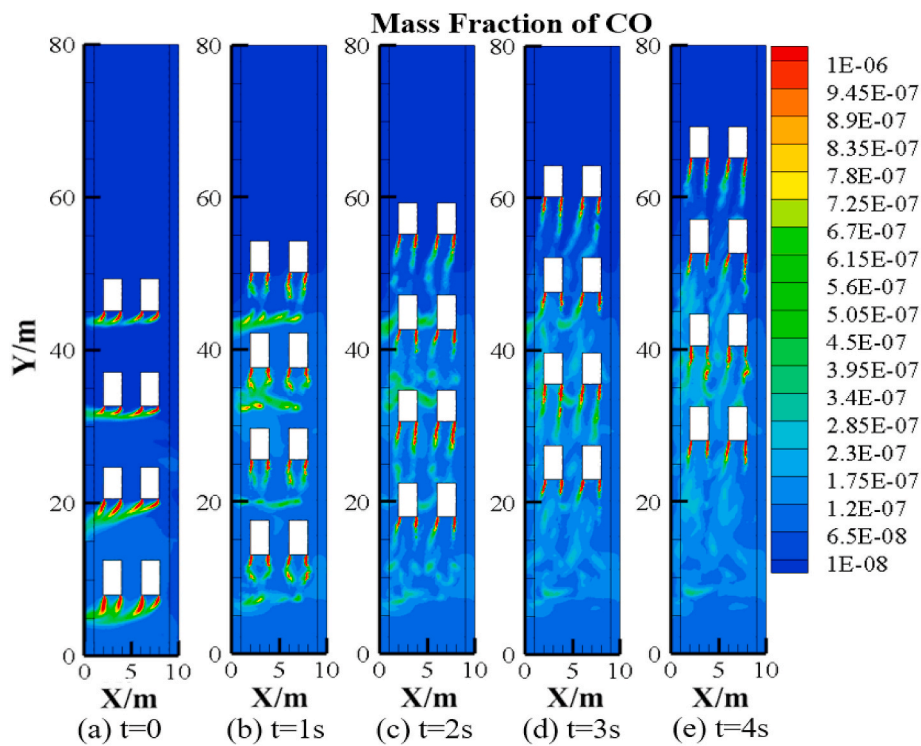 Mass Fraction of CO
80 80 80 80 80
60 60 60 60 60
40 40 40 40 40
20 20 20 20 20
0 0 0 0 0
Y/m
0 5 10 0 5 10 0 5 10 0 5 10 0 5 10
X/m X/m X/m X/m X/m
(a) t=0 (b) t=1s (c) t=2s (d) t=3s (e) t=4s
1E-06
9.45E-07
8.9E-07
8.35E-07
7.8E-07
7.25E-07
6.7E-07
6.15E-07
5.6E-07
5.05E-07
4.5E-07
3.95E-07
3.4E-07
2.85E-07
2.3E-07
1.75E-07
1.2E-07
6.5E-08
1E-08